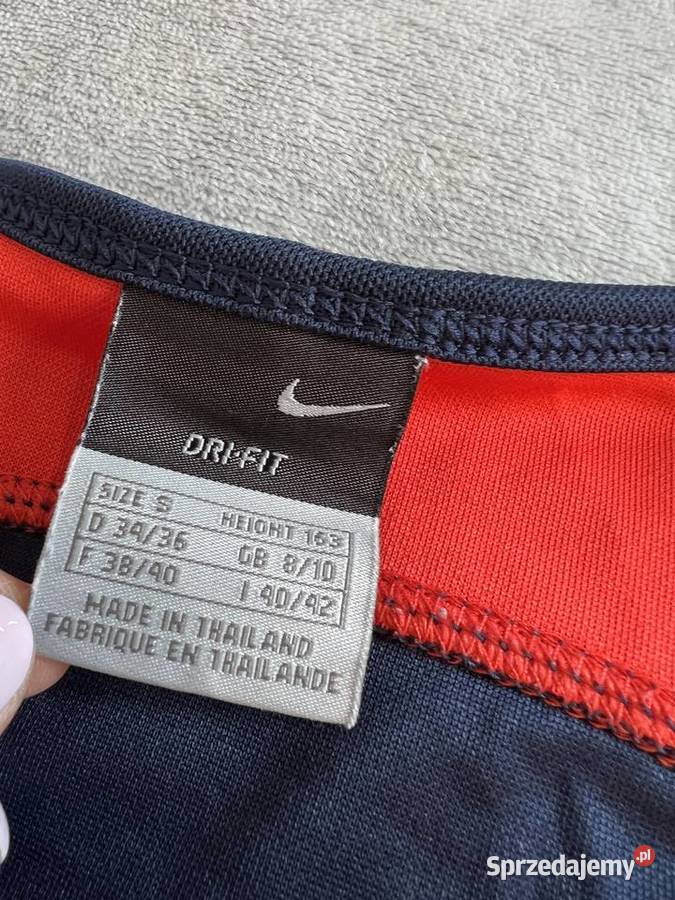 DRI-FIT
SIZE S HEIGHT 163
D 34/36 GB 8/10
F 38/40 I 40/42
MADE IN THAILAND
FABRIQUE EN THAILANDE
Sprzedajemy.pl